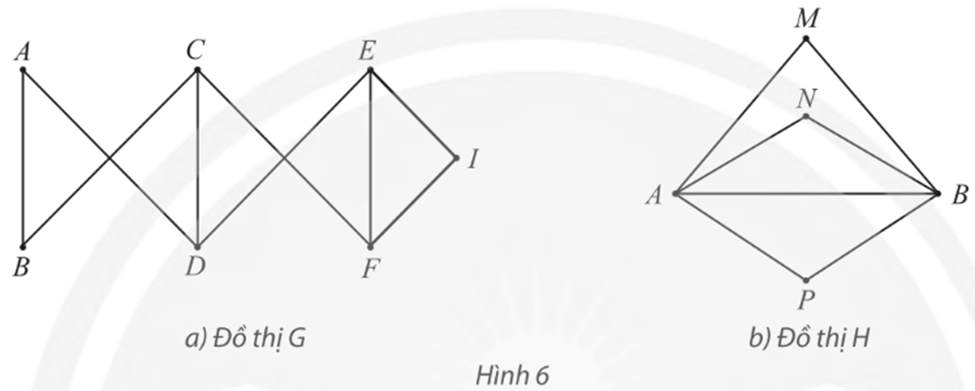 M
A C E
N
I
A B
B D F
P
a) Đồ thị G b) Đồ thị H
Hình 6